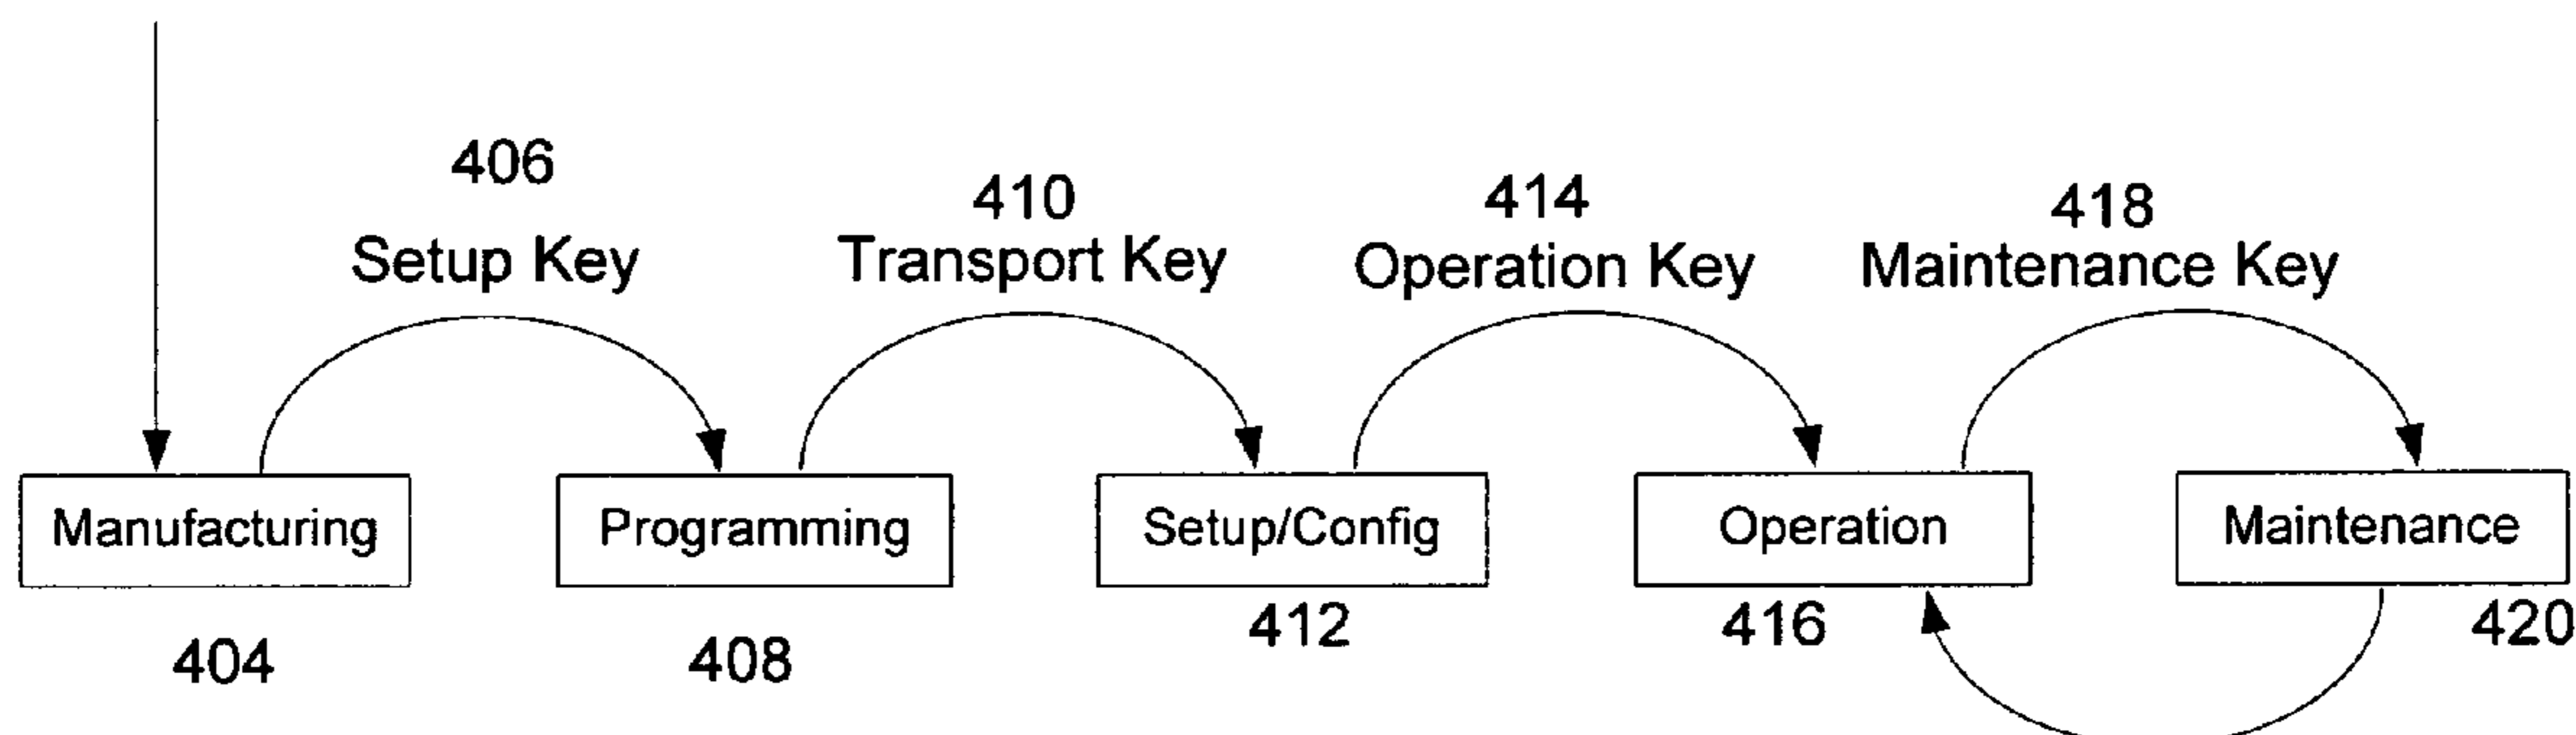 406
Setup Key
410
Transport Key
414
Operation Key
418
Maintenance Key
Manufacturing
Programming
Setup/Config
Operation
Maintenance
404
408
412
416
420